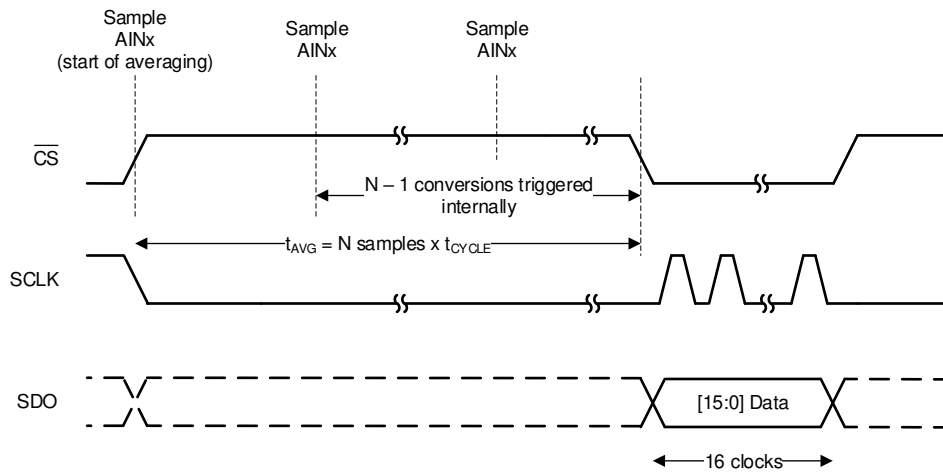 Sample
AINx
(start of averaging)
Sample
AINx
Sample
AINx
CS
N – 1 conversions triggered
internally
tAVG = N samples x tCYCLE
SCLK
SDO
[15:0] Data
16 clocks